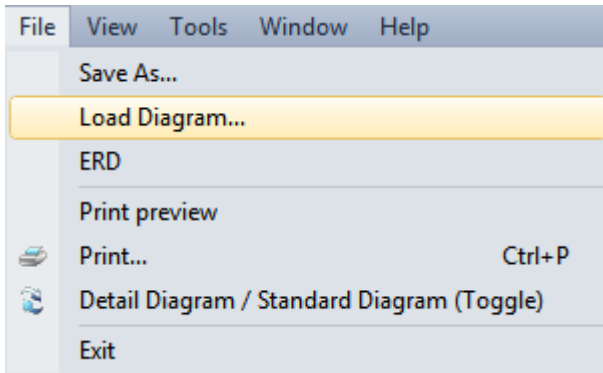 File View Tools Window Help
Save As...
Load Diagram...
ERD
Print preview
Print... Ctrl+P
Detail Diagram / Standard Diagram (Toggle)
Exit